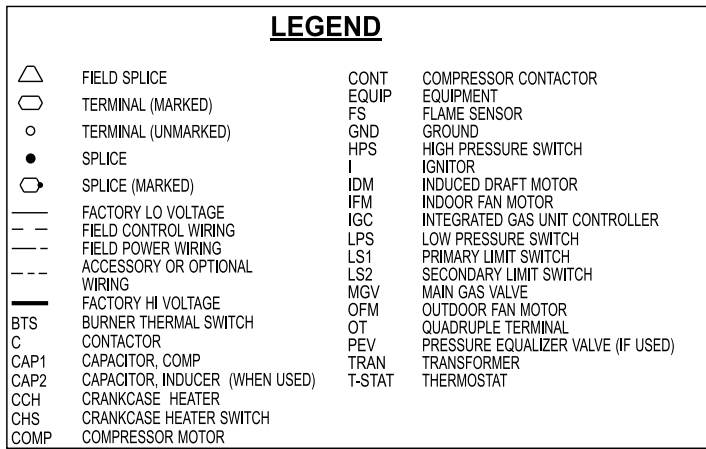 LEGEND
FIELD SPLICE
TERMINAL (MARKED)
TERMINAL (UNMARKED)
SPLICE
SPLICE (MARKED)
FACTORY LO VOLTAGE
FIELD CONTROL WIRING
FIELD POWER WIRING
ACCESSORY OR OPTIONAL
WIRING
FACTORY HI VOLTAGE
BTS BURNER THERMAL SWITCH
C CONTACTOR
CAP1 CAPACITOR, COMP
CAP2 CAPACITOR, INDUCER (WHEN USED)
CCH CRANKCASE HEATER
CHS CRANKCASE HEATER SWITCH
COMP COMPRESSOR MOTOR
CONT COMPRESSOR CONTACTOR
EQUIP EQUIPMENT
FS FLAME SENSOR
GND GROUND
HPS HIGH PRESSURE SWITCH
I IGNITOR
IDM INDUCED DRAFT MOTOR
IFM INDOOR FAN MOTOR
IGC INTEGRATED GAS UNIT CONTROLLER
LPS LOW PRESSURE SWITCH
LS1 PRIMARY LIMIT SWITCH
LS2 SECONDARY LIMIT SWITCH
MGV MAIN GAS VALVE
OFM OUTDOOR FAN MOTOR
OT QUADRUPLE TERMINAL
PEV PRESSURE EQUALIZER VALVE (IF USED)
TRAN TRANSFORMER
T-STAT THERMOSTAT